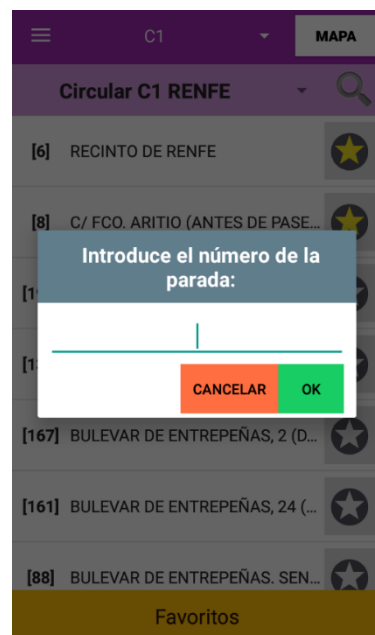 C1
MAPA
Circular C1 RENFE
[6] RECINTO DE RENFE
[8] C/ FCO. ARITIO (ANTES DE PASE...
Introduce el número de la
parada:
CANCELAR OK
[167] BULEVAR DE ENTREPEÑAS, 2 (D...
[161] BULEVAR DE ENTREPEÑAS, 24 (...
[88] BULEVAR DE ENTREPEÑAS. SEN...
Favoritos